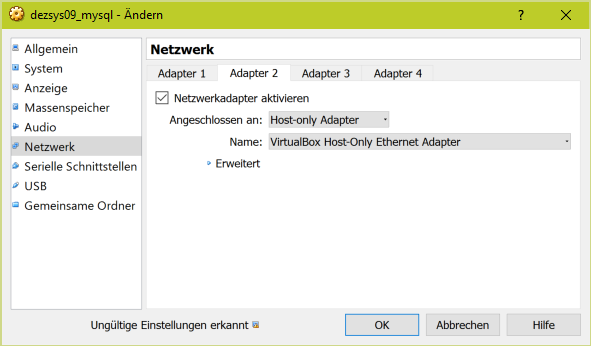 dezsys09_mysql - Ändern
?
Allgemein
System
Anzeige
Massenspeicher
Audio
Netzwerk
Serielle Schnittstellen
USB
Gemeinsame Ordner
Netzwerk
Adapter 1 Adapter 2 Adapter 3 Adapter 4
Netzwerkadapter aktivieren
Angeschlossen an: Host-only Adapter
Name: VirtualBox Host-Only Ethernet Adapter
Erweitert
Ungültige Einstellungen erkannt
OK Abbrechen Hilfe